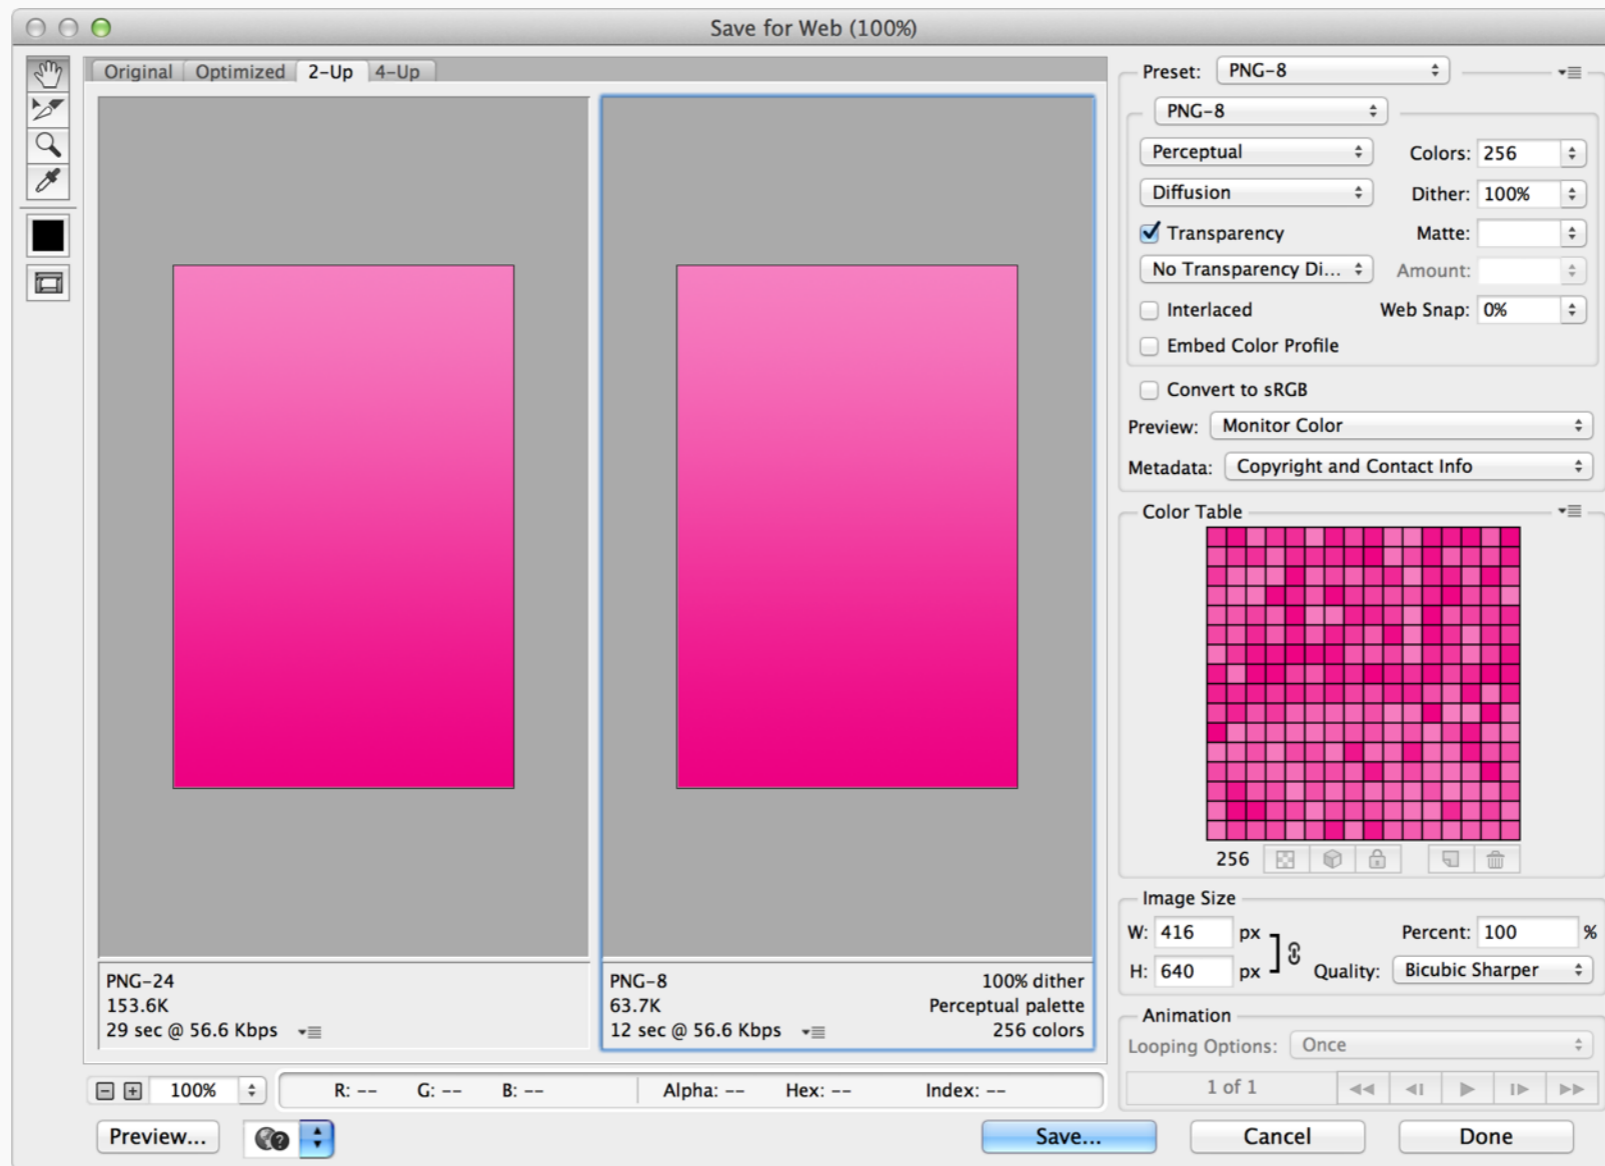 Save for Web (100%)
Original Optimized 2-Up 4-Up
PNG-24
153.6K
29 sec @ 56.6 Kbps
PNG-8 100% dither
63.7K Perceptual palette
12 sec @ 56.6 Kbps 256 colors
100% R: -- G: -- B: -- Alpha: -- Hex: -- Index: --
Preview... Save... Cancel Done
Preset: PNG-8
PNG-8
Perceptual Colors: 256
Diffusion Dither: 100%
Transparency Matte:
No Transparency Di... Amount:
Interlaced Web Snap: 0%
Embed Color Profile
Convert to sRGB
Preview: Monitor Color
Metadata: Copyright and Contact Info
Color Table
256
Image Size
W: 416 px Percent: 100 %
H: 640 px Quality: Bicubic Sharper
Animation
Looping Options: Once
1 of 1